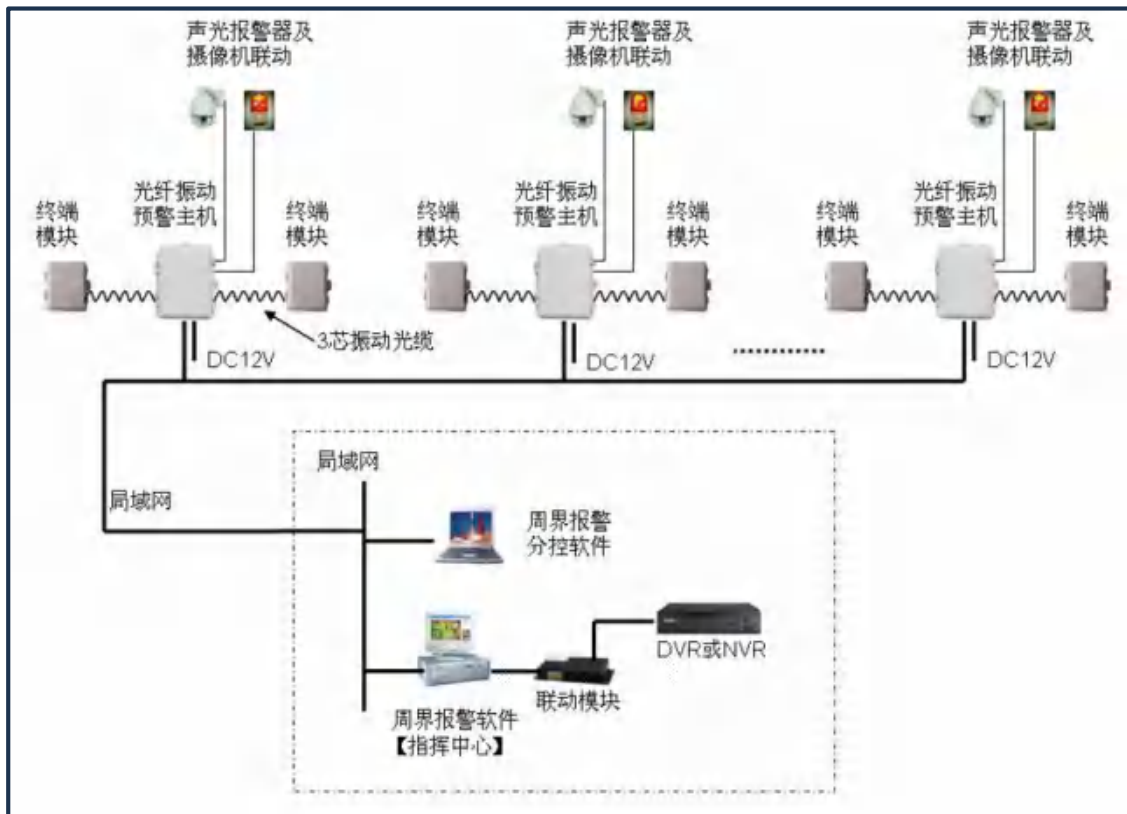 声光报警器及
摄像机联动
声光报警器及
摄像机联动
声光报警器及
摄像机联动
终端
模块
光纤振动
预警主机
终端
模块
终端
模块
光纤振动
预警主机
终端
模块
终端
模块
光纤振动
预警主机
终端
模块
3芯振动光缆
DC12V
DC12V
DC12V
局域网
局域网
周界报警
分控软件
DVR或NVR
联动模块
周界报警软件
【指挥中心】